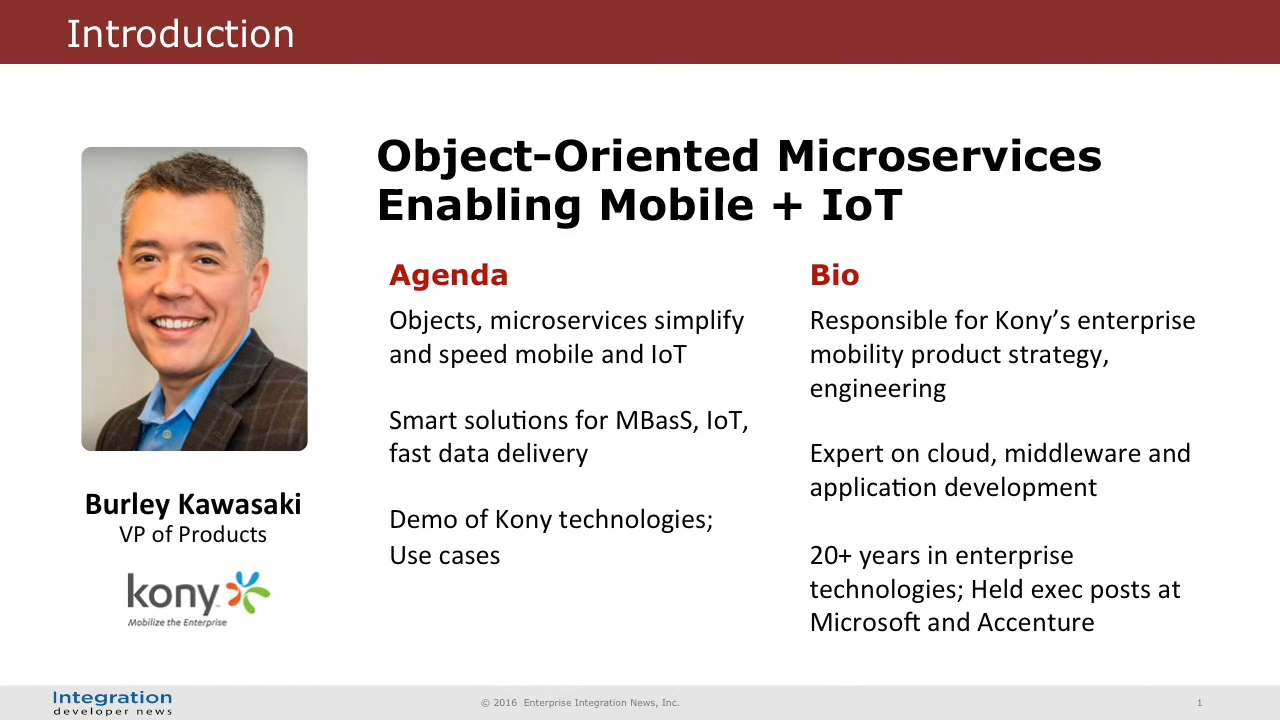 Introduction
Object-Oriented Microservices
Enabling Mobile + IoT
Agenda
Objects, microservices simplify
and speed mobile and IoT
Smart solutions for MBasS, IoT,
fast data delivery
Demo of Kony technologies;
Use cases
Bio
Responsible for Kony’s enterprise
mobility product strategy,
engineering
Expert on cloud, middleware and
application development
20+ years in enterprise
technologies; Held exec posts at
Microsoft and Accenture
Burley Kawasaki
VP of Products
kony
Mobilize the Enterprise
Integration
developer news
© 2016 Enterprise Integration News, Inc.
1